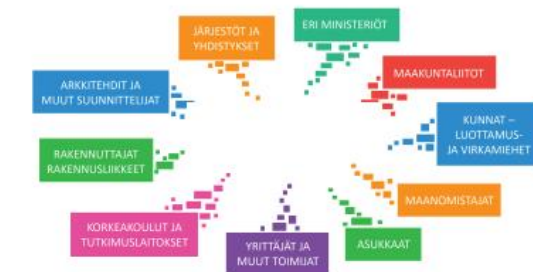 JÄRJESTÖT JA
YHDISTYKSET
ERI MINISTERIÖT
MAAKUNTALIITOT
KUNNAT –
LUOTTAMUS-
JA VIRKAMIEHET
MAANOMISTAJAT
ASUKKAAT
YRITTÄJÄT JA
MUUT TOIMIJAT
KORKEAKOULUT JA
TUTKIMUSLAITOKSET
RAKENNUTTAJAT
RAKENNUSLIIKKEET
ARKKITEHDIT JA
MUUT SUUNNITTELIJAT